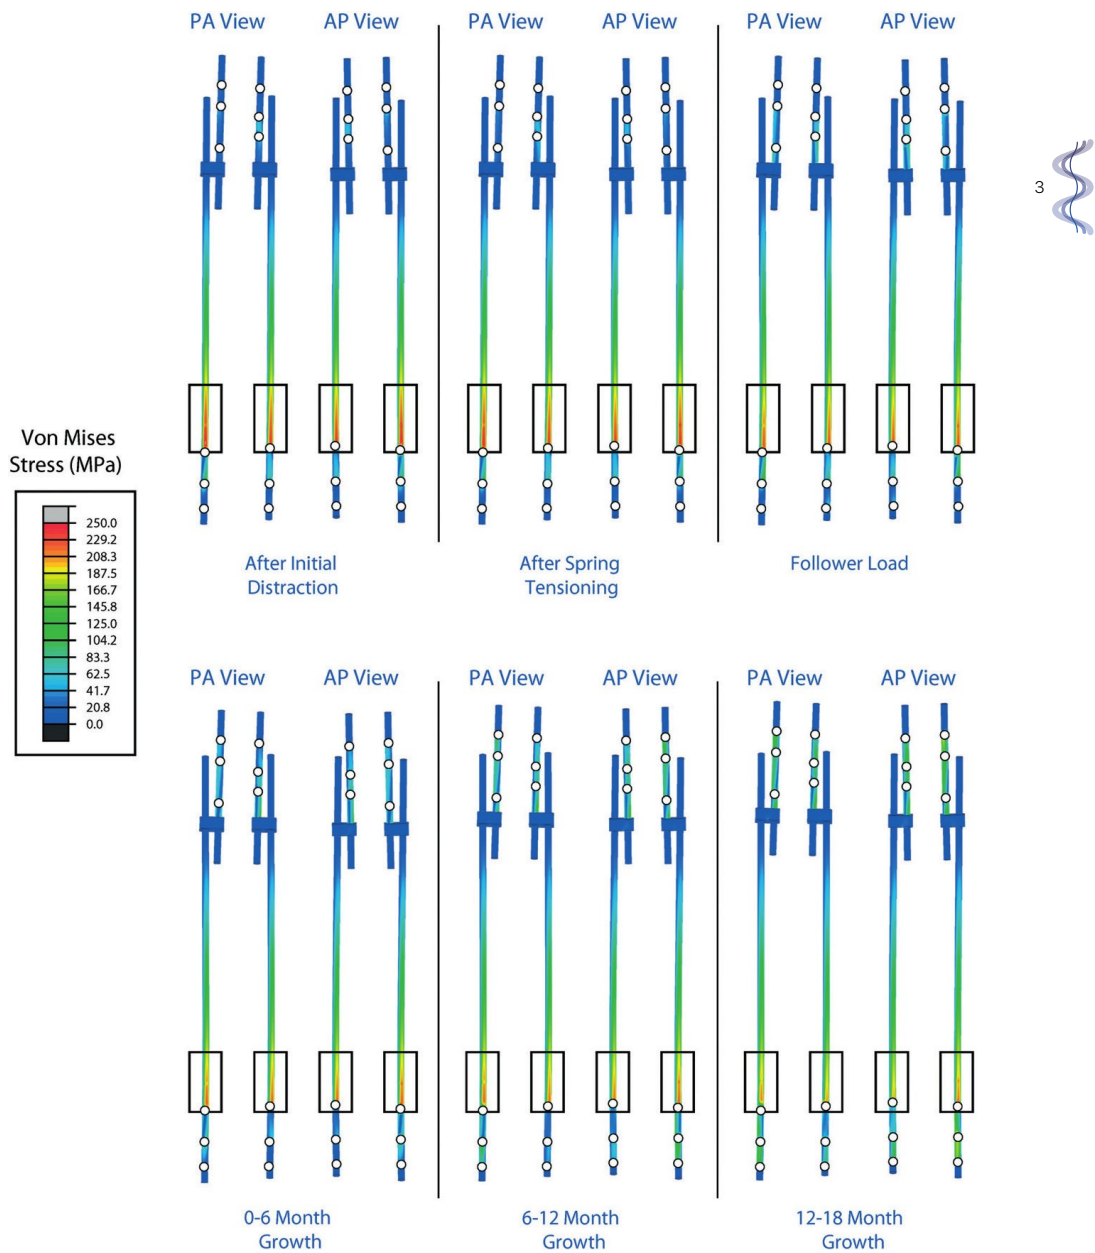 PA View AP View PA View AP View PA View AP View
3
Von Mises
Stress (MPa)
250.0
229.2
208.3
187.5
166.7
145.8
125.0
104.2
83.3
62.5
41.7
20.8
0.0
After Initial
Distraction
After Spring
Tensioning
Follower Load
PA View AP View PA View AP View PA View AP View
0-6 Month
Growth
6-12 Month
Growth
12-18 Month
Growth